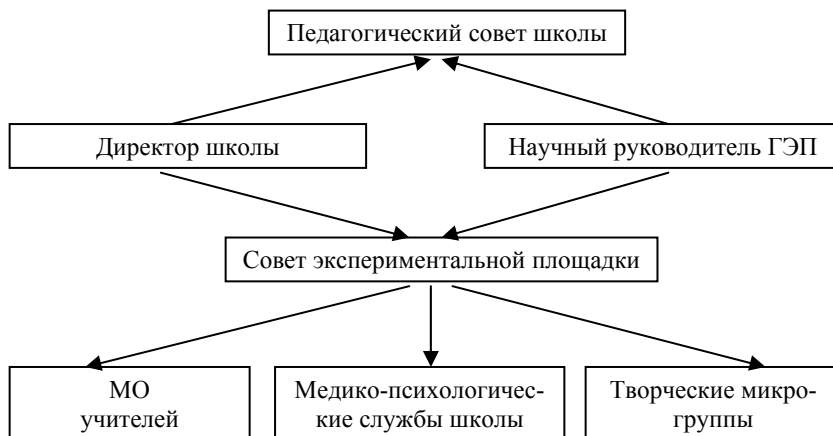 Педагогический совет школы
Директор школы
Научный руководитель ГЭП
Совет экспериментальной площадки
МО
учителей
Медико-психологичес-
кие службы школы
Творческие микро-
группы